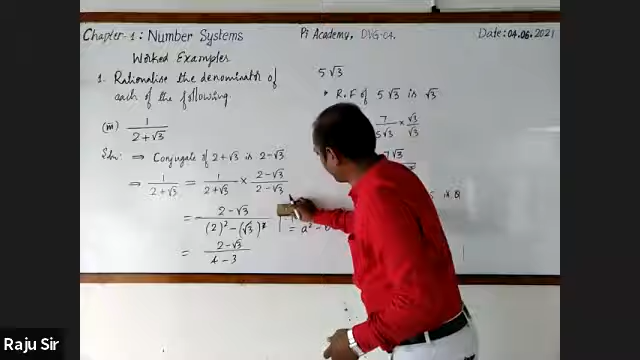 Chapter-1: Number Systems
Pi Academy, DVG-04.
Date: 04.06.2021
Worked Examples
1. Rationalise the denominator of
each of the following.
(iii) 1/(2+√3)
Soln: ⇒ Conjugate of 2+√3 is 2-√3
⇒ 1/(2+√3) = 1/(2+√3) × (2-√3)/(2-√3)
= (2-√3)/((2)² - (√3)²)
= (2-√3)/(4-3)
5√3
* R.F of 5√3 is √3
7/(5√3) × √3/√3
7√3
= a² -
Raju Sir